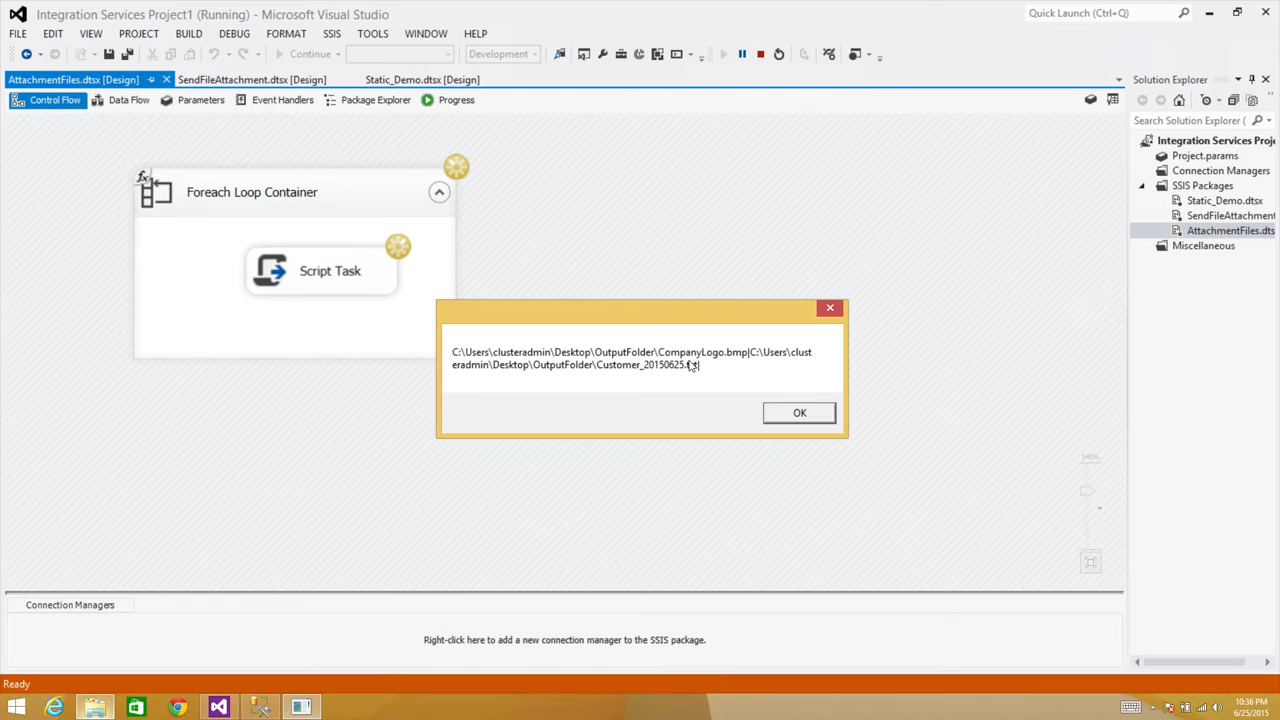 Integration Services Project1 (Running) - Microsoft Visual Studio
Quick Launch (Ctrl+Q)
FILE EDIT VIEW PROJECT BUILD DEBUG FORMAT SSIS TOOLS WINDOW HELP
Continue Development
AttachmentFiles.dtsx [Design] SendFileAttachment.dtsx [Design] Static_Demo.dtsx [Design] Solution Explorer
Control Flow Data Flow Parameters Event Handlers Package Explorer Progress
Search Solution Explorer (
Integration Services Proj
Project.params
Connection Managers
SSIS Packages
Static_Demo.dtsx
SendFileAttachment
AttachmentFiles.dts
Miscellaneous
fx
Foreach Loop Container
Script Task
C:\Users\clusteradmin\Desktop\OutputFolder\CompanyLogo.bmp|C:\Users\clust
eradmin\Desktop\OutputFolder\Customer_20150625.txt|
OK
140%
Connection Managers
Right-click here to add a new connection manager to the SSIS package.
Ready
10:36 PM
6/25/2015